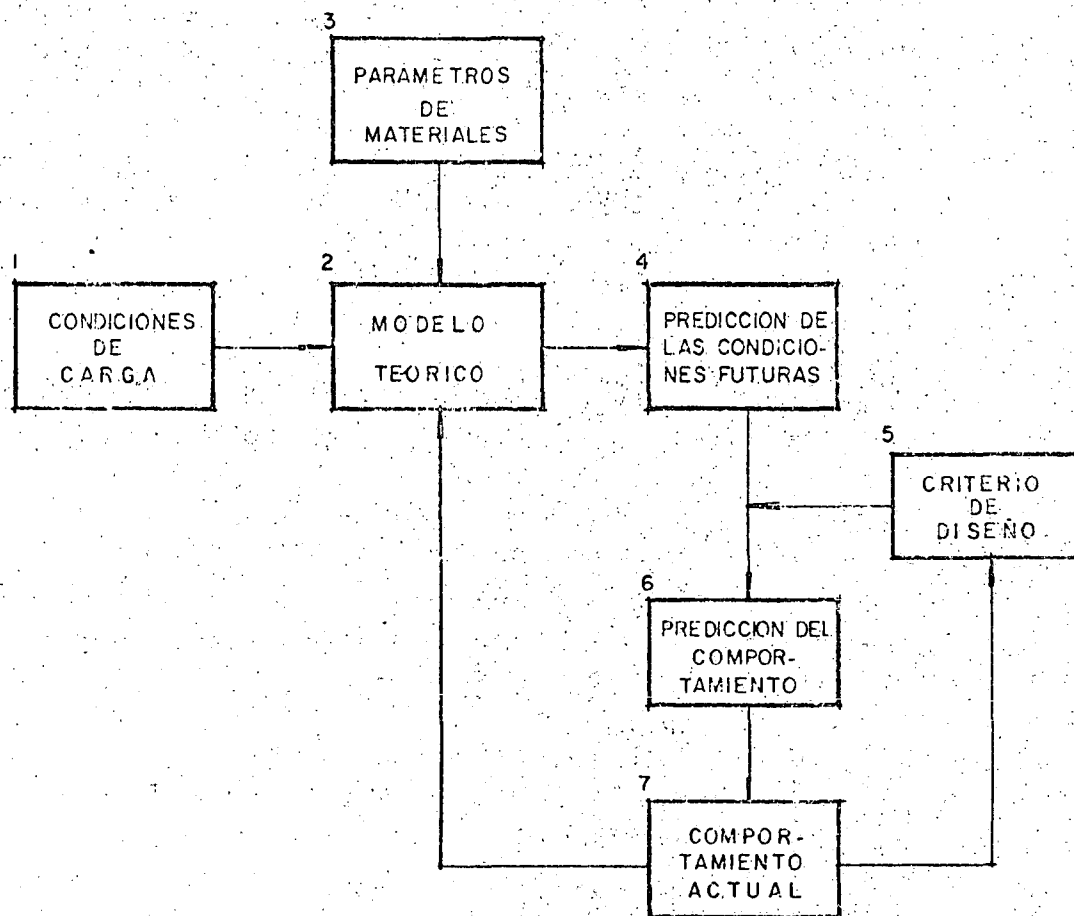 3
PARAMETROS
DE
MATERIALES
1
CONDICIONES
DE
CARGA
2
MODELO
TEORICO
4
PREDICCION DE
LAS CONDICIO-
NES FUTURAS
5
CRITERIO
DE
DISEÑO
6
PREDICCION DEL
COMPOR-
TAMIENTO
7
COMPOR-
TAMIENTO
ACTUAL